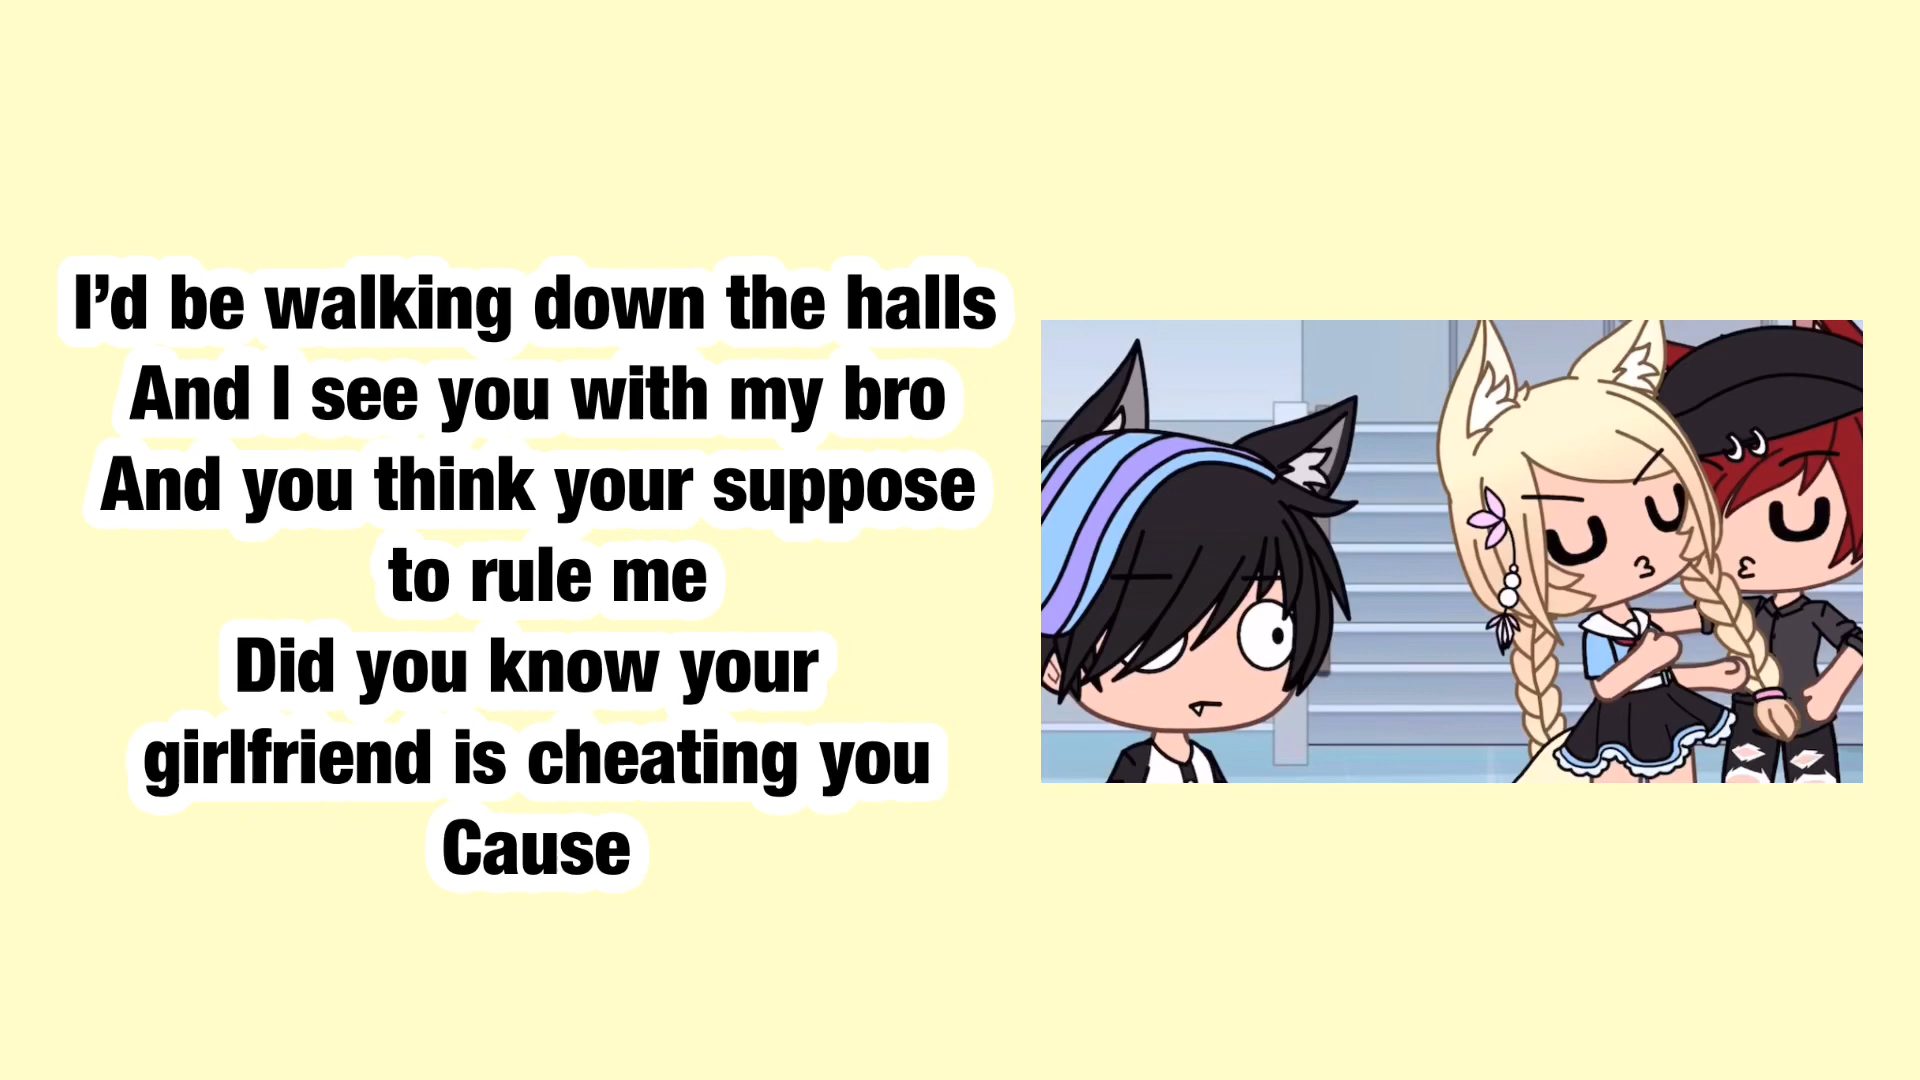 I’d be walking down the halls
And I see you with my bro
And you think your suppose
to rule me
Did you know your
girlfriend is cheating you
Cause